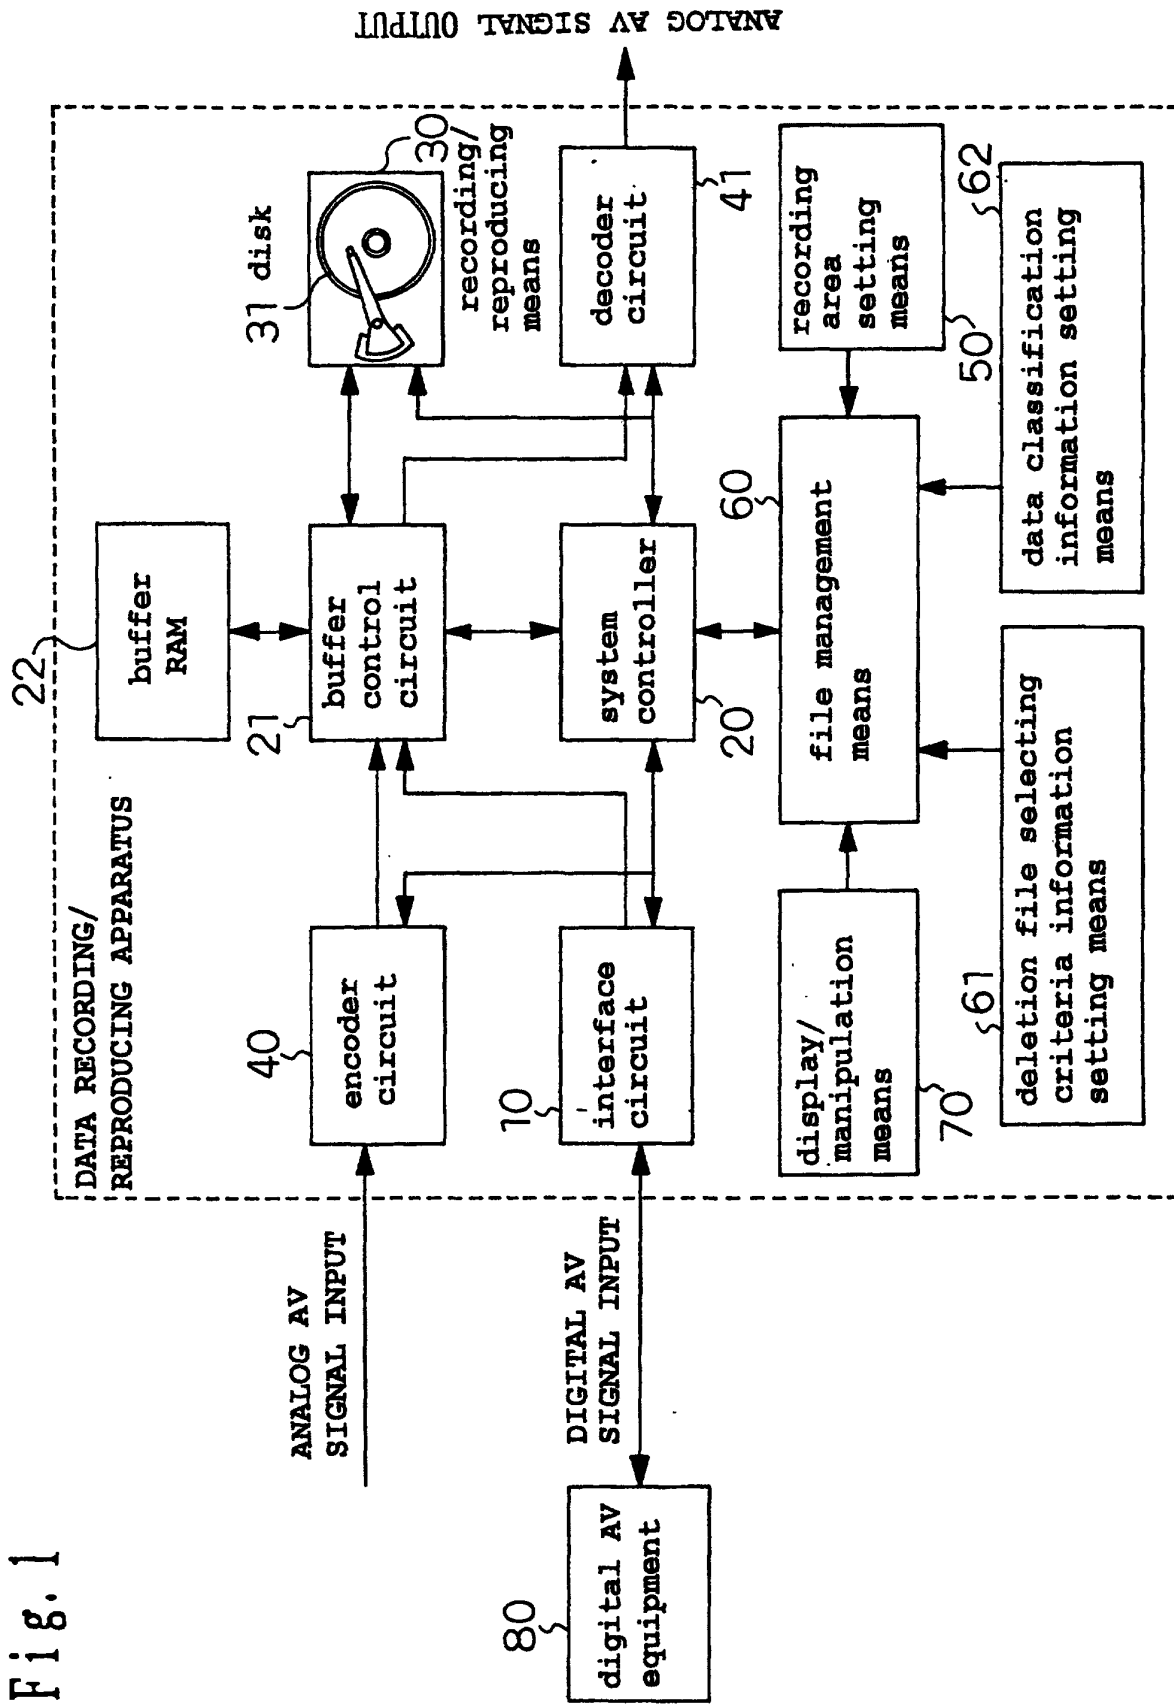 Fig. 1
DATA RECORDING/
REPRODUCING APPARATUS
22
buffer
RAM
ANALOG AV
SIGNAL INPUT
40
encoder
circuit
21
buffer
control
circuit
31 disk
30
recording/
reproducing
means
80
digital AV
equipment
DIGITAL AV
SIGNAL INPUT
10
interface
circuit
20
system
controller
decoder
circuit
41
ANALOG AV SIGNAL OUTPUT
display/
manipulation
means
70
60
file management
means
recording
area
setting
means
50
61
deletion file selecting
criteria information
setting means
62
data classification
information setting
means